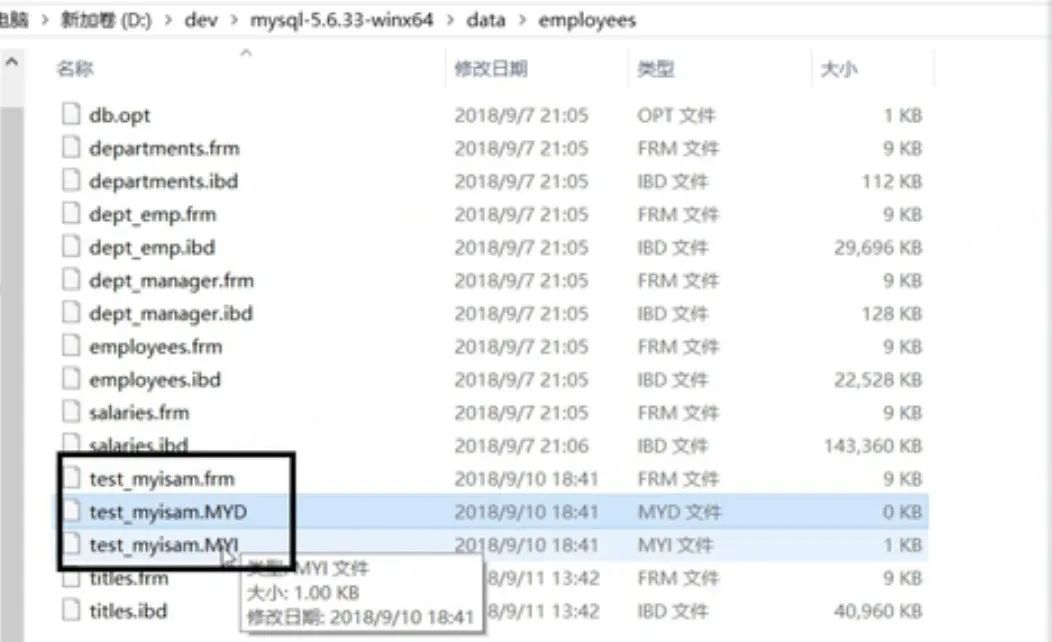 电脑 > 新加卷 (D:) > dev > mysql-5.6.33-winx64 > data > employees
名称 修改日期 类型 大小
db.opt 2018/9/7 21:05 OPT 文件 1 KB
departments.frm 2018/9/7 21:05 FRM 文件 9 KB
departments.ibd 2018/9/7 21:05 IBD 文件 112 KB
dept_emp.frm 2018/9/7 21:05 FRM 文件 9 KB
dept_emp.ibd 2018/9/7 21:05 IBD 文件 29,696 KB
dept_manager.frm 2018/9/7 21:05 FRM 文件 9 KB
dept_manager.ibd 2018/9/7 21:05 IBD 文件 128 KB
employees.frm 2018/9/7 21:05 FRM 文件 9 KB
employees.ibd 2018/9/7 21:05 IBD 文件 22,528 KB
salaries.frm 2018/9/7 21:05 FRM 文件 9 KB
salaries.ibd 2018/9/7 21:06 IBD 文件 143,360 KB
test_myisam.frm 2018/9/10 18:41 FRM 文件 9 KB
test_myisam.MYD 2018/9/10 18:41 MYD 文件 0 KB
test_myisam.MYI 2018/9/10 18:41 MYI 文件 1 KB
titles.frm 8/9/11 13:42 FRM 文件 9 KB
titles.ibd 8/9/11 13:42 IBD 文件 40,960 KB
类型: MYI 文件
大小: 1.00 KB
修改日期: 2018/9/10 18:41